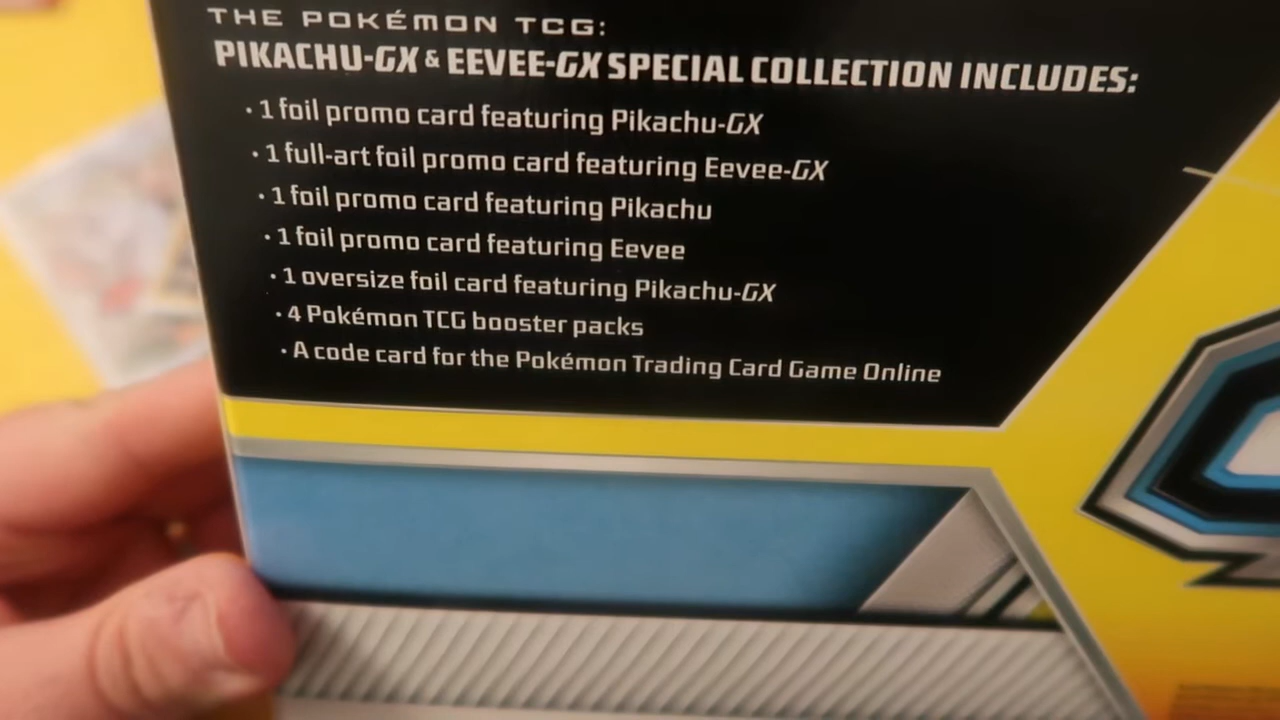 THE POKÉMON TCG:
PIKACHU-GX & EEVEE-GX SPECIAL COLLECTION INCLUDES:
• 1 foil promo card featuring Pikachu-GX
• 1 full-art foil promo card featuring Eevee-GX
• 1 foil promo card featuring Pikachu
• 1 foil promo card featuring Eevee
• 1 oversize foil card featuring Pikachu-GX
• 4 Pokémon TCG booster packs
• A code card for the Pokémon Trading Card Game Online